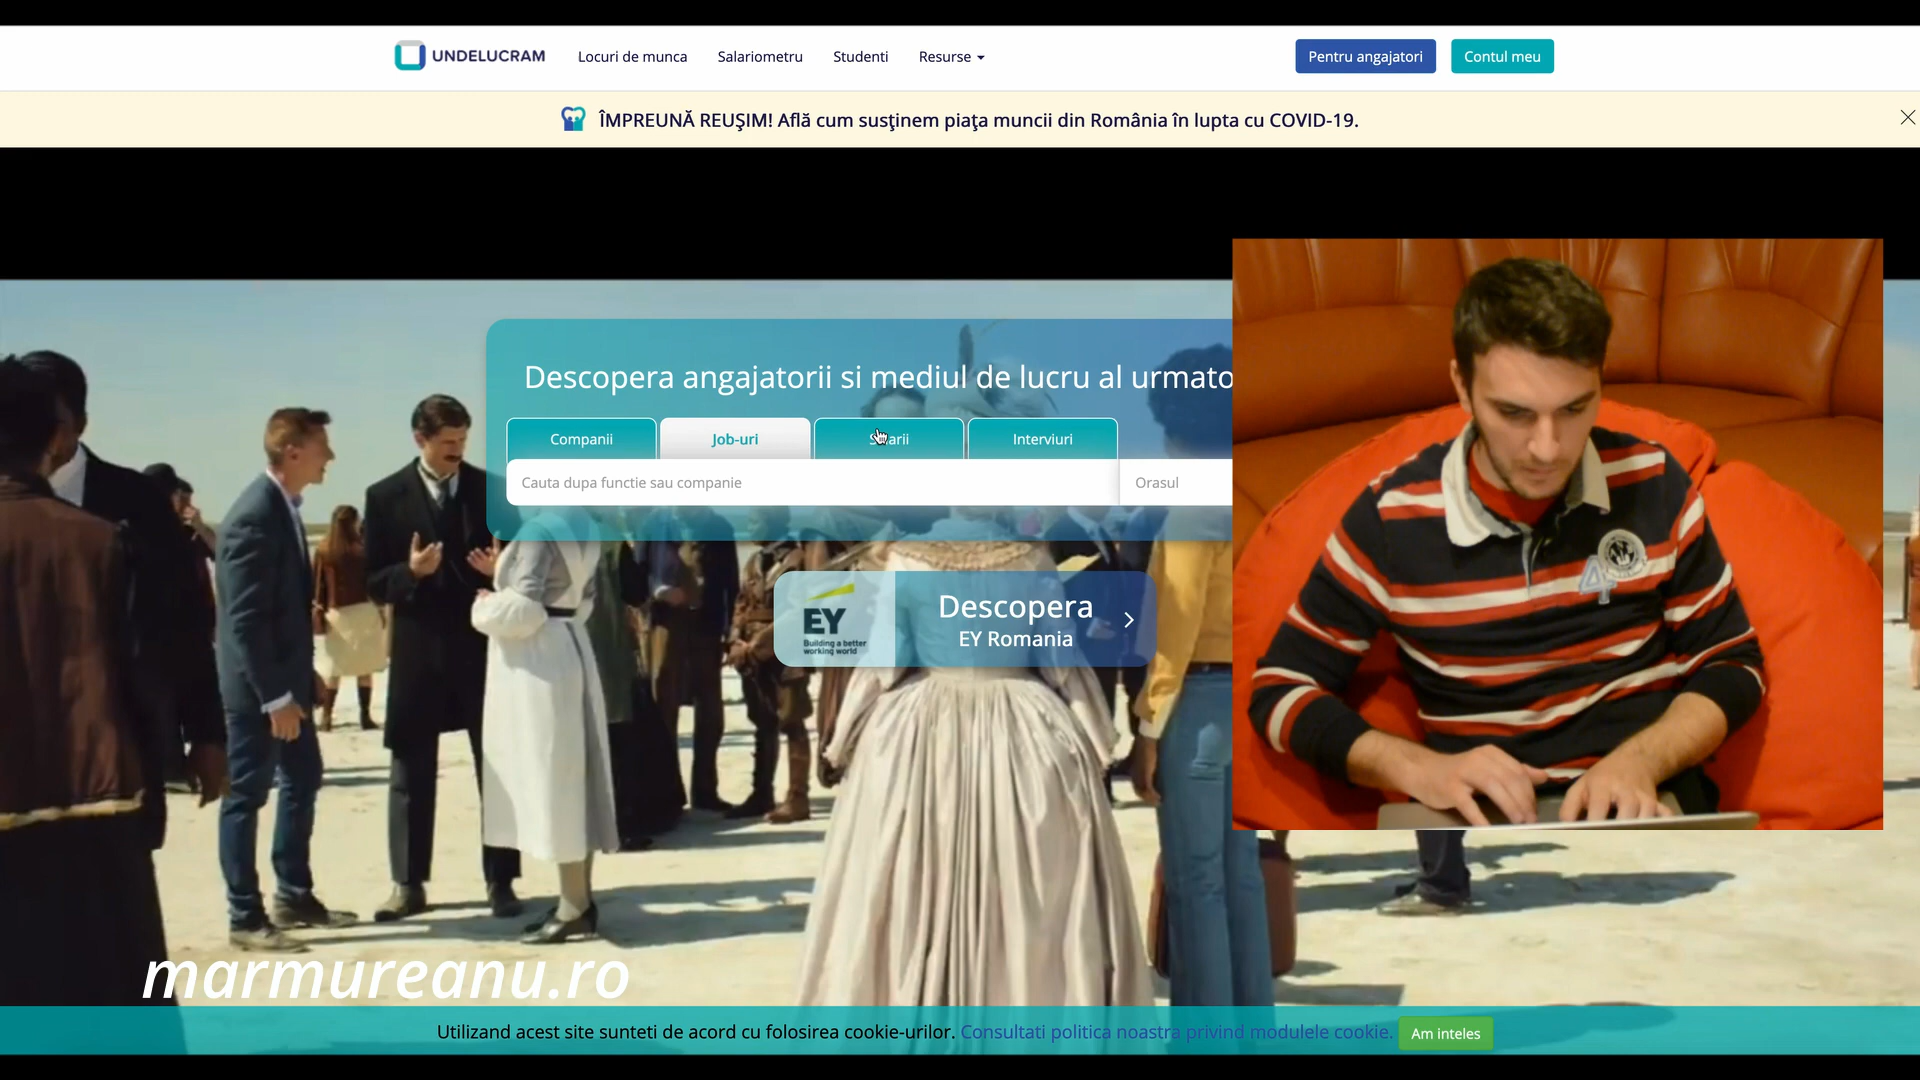 UNDELUCRAM
Locuri de munca
Salariometru
Studenti
Resurse
Pentru angajatori
Contul meu
ÎMPREUNĂ REUȘIM! Află cum susținem piața muncii din România în lupta cu COVID-19.
Descopera angajatorii si mediul de lucru al urmato
Companii
Job-uri
Interviuri
Cauta dupa functie sau companie
Orasul
EY
Building a better
working world
Descopera
EY Romania
marmureanu.ro
Utilizand acest site sunteti de acord cu folosirea cookie-urilor. Consultati politica noastra privind modulele cookie.
Am inteles